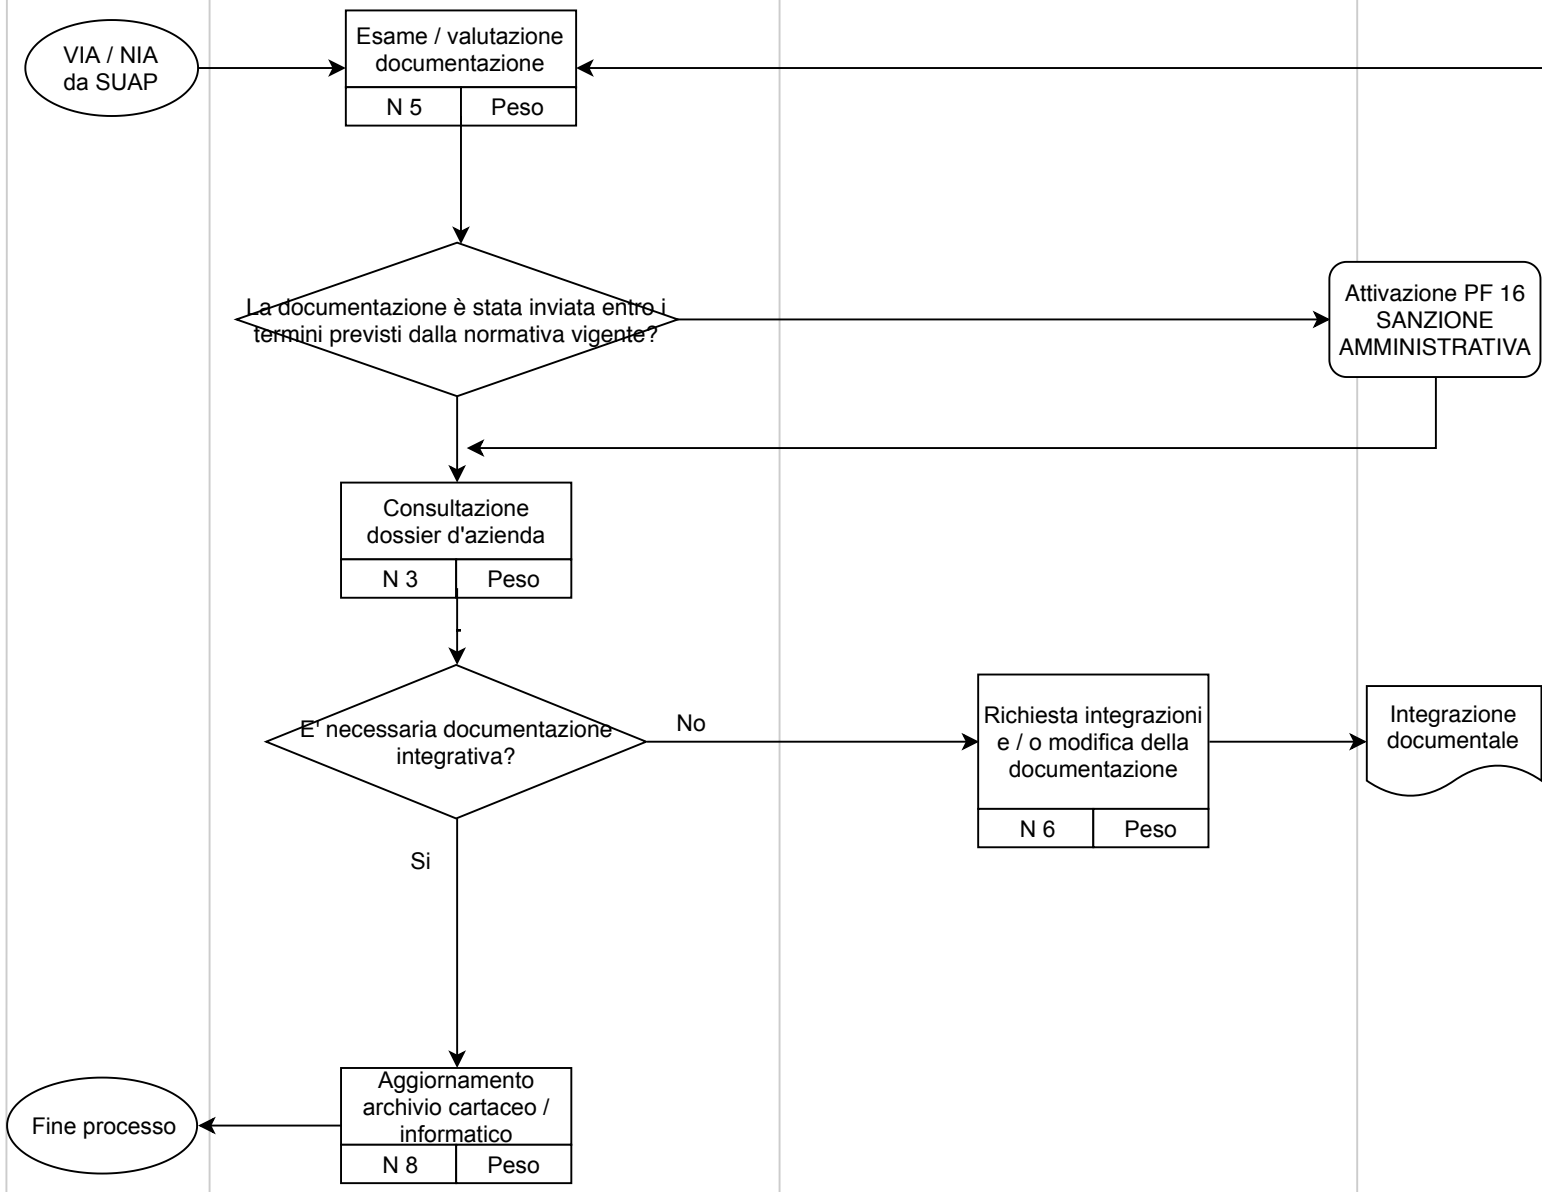 VIA / NIA
da SUAP
Esame / valutazione
documentazione
N 5
Peso
La documentazione è stata inviata entro i
termini previsti dalla normativa vigente?
Attivazione PF 16
SANZIONE
AMMINISTRATIVA
Consultazione
dossier d'azienda
N 3
Peso
E' necessaria documentazione
integrativa?
No
Richiesta integrazioni
e / o modifica della
documentazione
N 6
Peso
Integrazione
documentale
Si
Aggiornamento
archivio cartaceo /
informatico
N 8
Peso
Fine processo